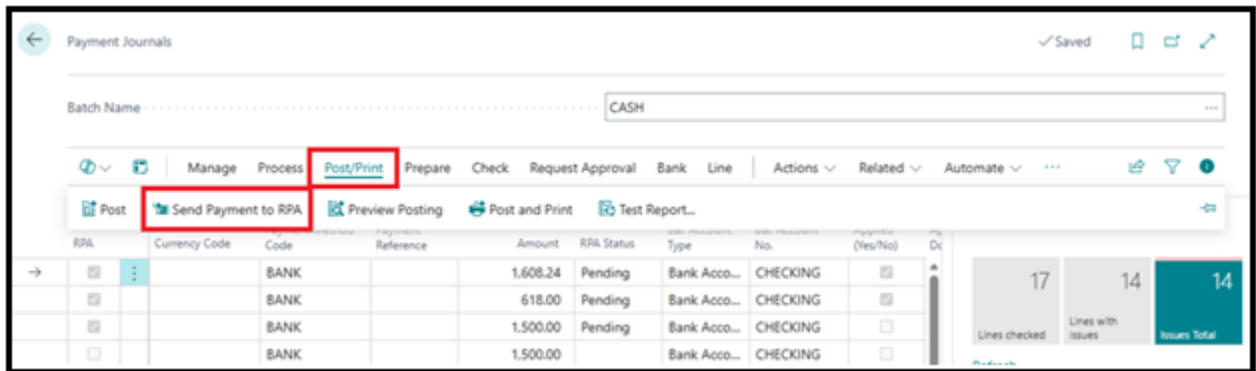 Payment Journals
Saved
Batch Name
CASH
Manage Process Post/Print Prepare Check Request Approval Bank Line Actions Related Automate
Post Send Payment to RPA Preview Posting Post and Print Test Report...
RPA Currency Code Code Reference Amount RPA Status Type No. (Yes/No)
BANK 1,608.24 Pending Bank Acco... CHECKING
BANK 618.00 Pending Bank Acco... CHECKING
BANK 1,500.00 Pending Bank Acco... CHECKING
BANK 1,500.00 Bank Acco... CHECKING
17 14 14
Lines checked Lines with issues Issues Total